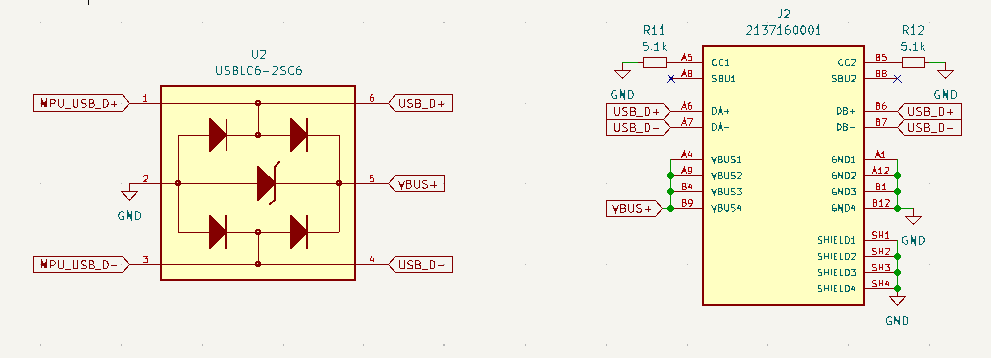 U2
USBLC6-2SC6
MPU_USB_D+
1
6
USB_D+
2
GND
5
VBUS+
MPU_USB_D-
3
4
USB_D-
J2
2137160001
R11
5.1k
GND
R12
5.1k
GND
A5
CC1
CC2
B5
A8
SBU1
SBU2
B8
USB_D+
A6
DA+
DB+
B6
USB_D+
USB_D-
A7
DA-
DB-
B7
USB_D-
A4
VBUS1
GND1
A1
A9
VBUS2
GND2
A12
B4
VBUS3
GND3
B1
VBUS+
B9
VBUS4
GND4
B12
GND
SHIELD1
SH1
SHIELD2
SH2
SHIELD3
SH3
SHIELD4
SH4
GND